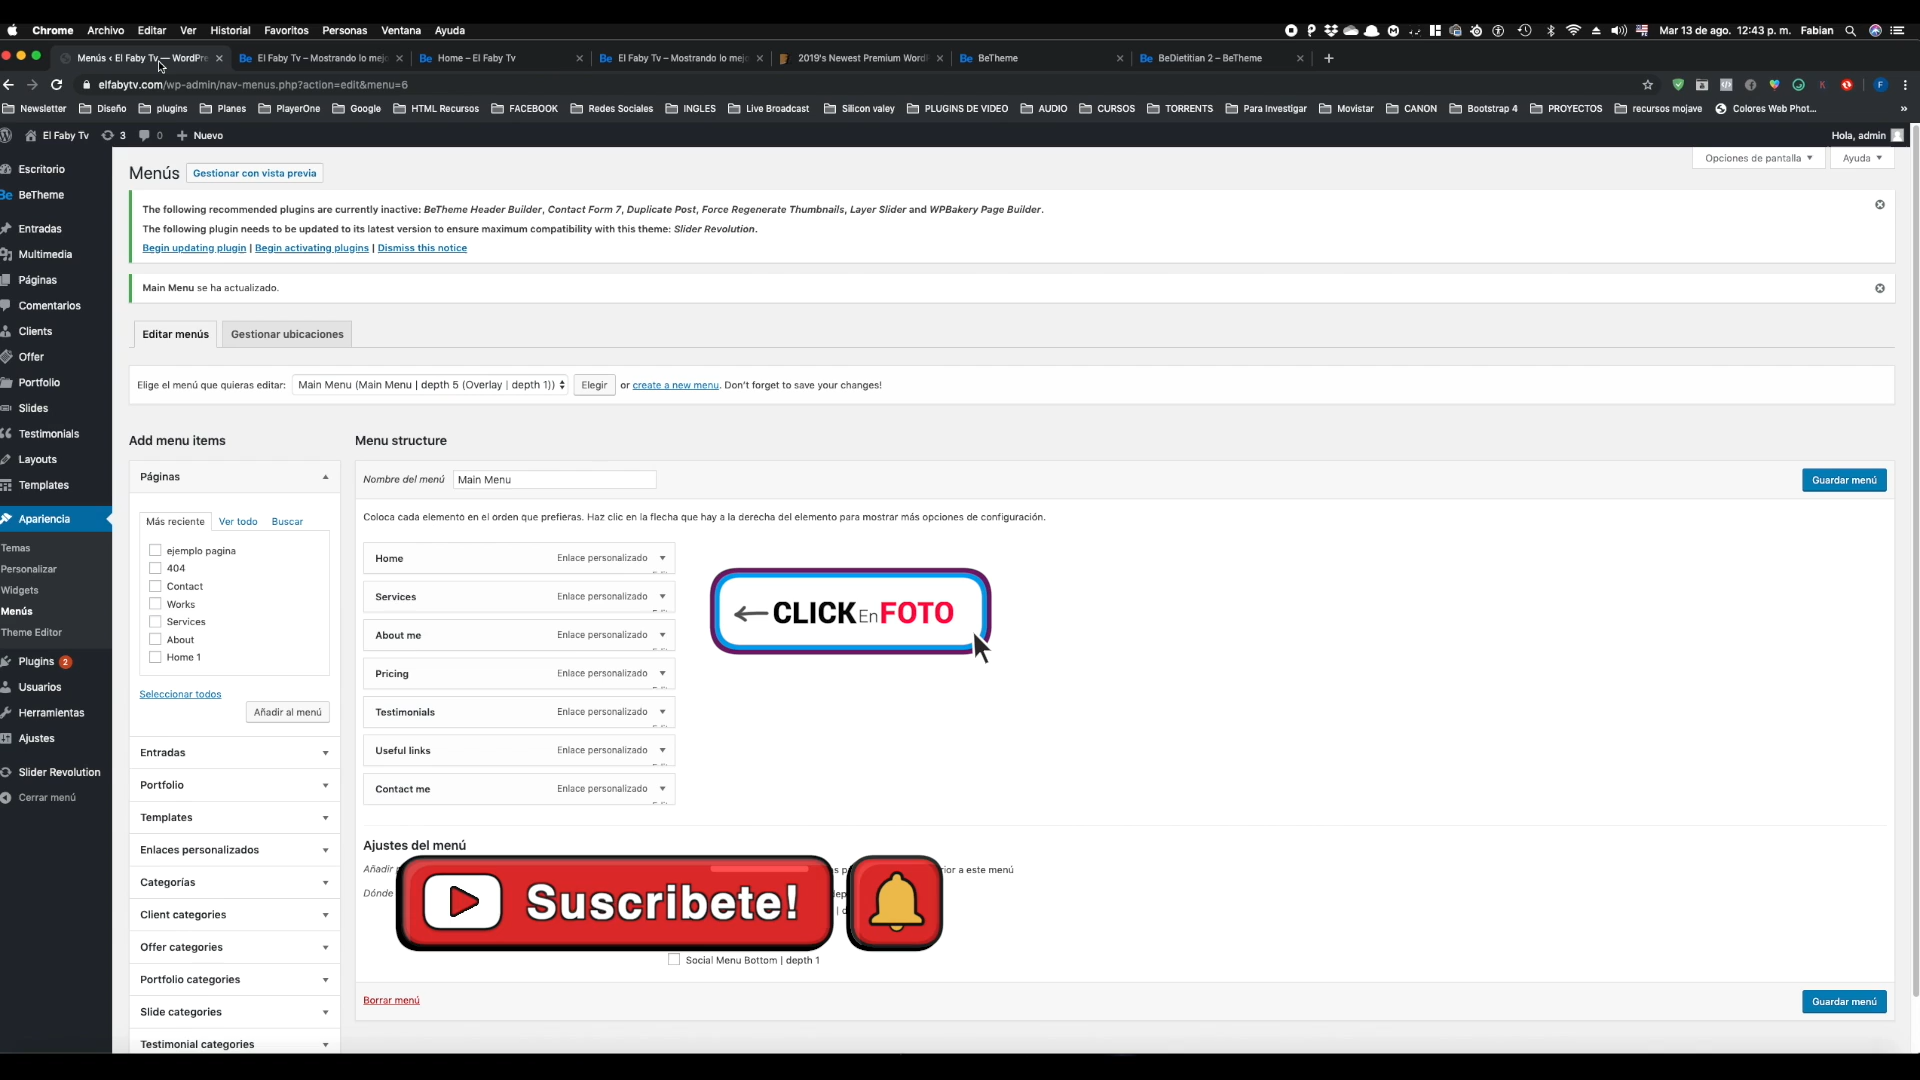 Chrome Archivo Editar Ver Historial Favoritos Personas Ventana Ayuda
Mar 13 de ago. 12:43 p. m. Fabian
Menús ‹ El Faby Tv — WordPre
El Faby Tv – Mostrando lo mej
Home – El Faby Tv
El Faby Tv – Mostrando lo mej
2019's Newest Premium Word
BeTheme
BeDietitian 2 – BeTheme
elfabytv.com/wp-admin/nav-menus.php?action=edit&menu=6
Newsletter Diseño plugins Planes PlayerOne Google HTML Recursos FACEBOOK Redes Sociales INGLES Live Broadcast Silicon valey PLUGINS DE VIDEO AUDIO CURSOS TORRENTS Para Investigar Movistar CANON Bootstrap 4 PROYECTOS recursos mojave Colores Web Phot... »
El Faby Tv 3 0 + Nuevo
Hola, admin
Escritorio
BeTheme
Entradas
Multimedia
Páginas
Comentarios
Clients
Offer
Portfolio
Slides
Testimonials
Layouts
Templates
Apariencia
Temas
Personalizar
Widgets
Menús
Theme Editor
Plugins 2
Usuarios
Herramientas
Ajustes
Slider Revolution
Cerrar menú
Menús Gestionar con vista previa
Opciones de pantalla Ayuda
The following recommended plugins are currently inactive: BeTheme Header Builder, Contact Form 7, Duplicate Post, Force Regenerate Thumbnails, Layer Slider and WPBakery Page Builder.
The following plugin needs to be updated to its latest version to ensure maximum compatibility with this theme: Slider Revolution.
Begin updating plugin | Begin activating plugins | Dismiss this notice
Main Menu se ha actualizado.
Editar menús Gestionar ubicaciones
Elige el menú que quieras editar: Main Menu (Main Menu | depth 5 (Overlay | depth 1)) Elegir or create a new menu. Don't forget to save your changes!
Add menu items
Páginas
Más reciente Ver todo Buscar
ejemplo pagina
404
Contact
Works
Services
About
Home 1
Seleccionar todos
Añadir al menú
Entradas
Portfolio
Templates
Enlaces personalizados
Categorías
Client categories
Offer categories
Portfolio categories
Slide categories
Testimonial categories
Menu structure
Nombre del menú Main Menu
Guardar menú
Coloca cada elemento en el orden que prefieras. Haz clic en la flecha que hay a la derecha del elemento para mostrar más opciones de configuración.
Home Enlace personalizado
Services Enlace personalizado
About me Enlace personalizado
Pricing Enlace personalizado
Testimonials Enlace personalizado
Useful links Enlace personalizado
Contact me Enlace personalizado
CLICK En FOTO
Ajustes del menú
Añadir
rior a este menú
Dónde
Suscribete!
Social Menu Bottom | depth 1
Borrar menú
Guardar menú